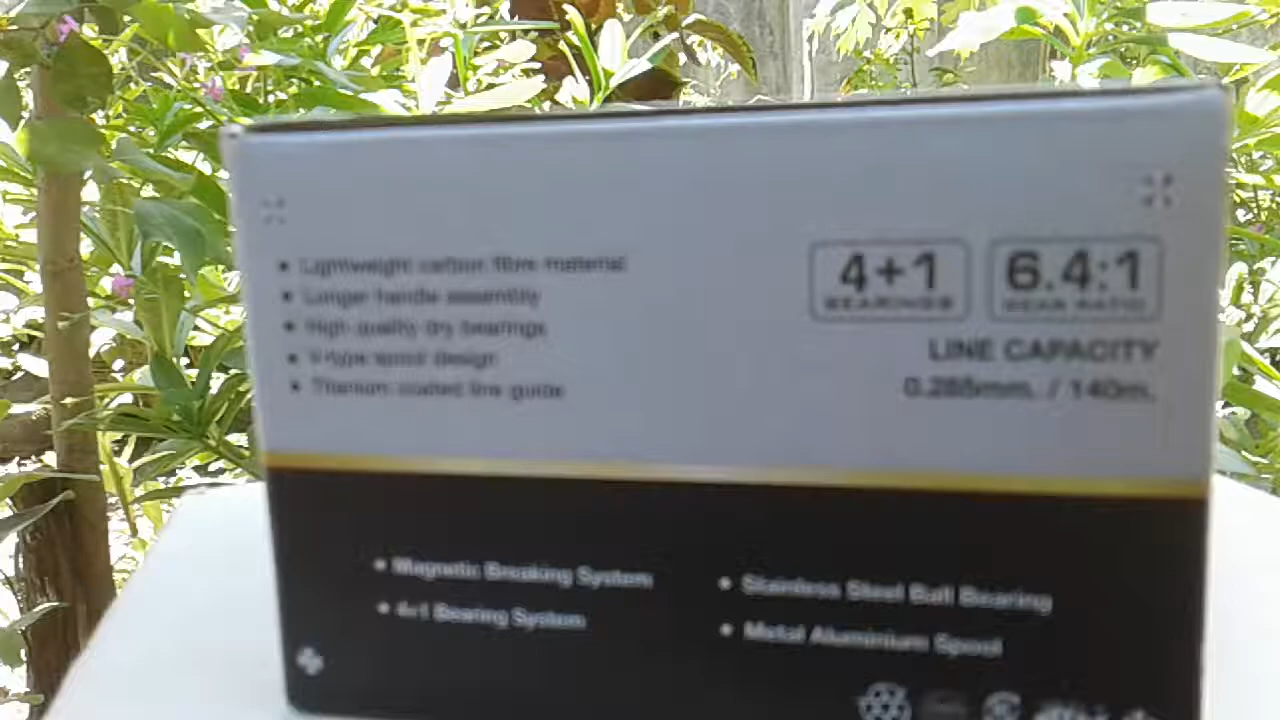 • Lightweight carbon fibre material
• Longer handle assembly
• High quality dry bearings
• V-type spool design
• Titanium coated line guide
4+1
BEARINGS
6.4:1
GEAR RATIO
LINE CAPACITY
0.285mm. / 140m.
• Magnetic Breaking System
• 4+1 Bearing System
• Stainless Steel Ball Bearing
• Metal Aluminium Spool